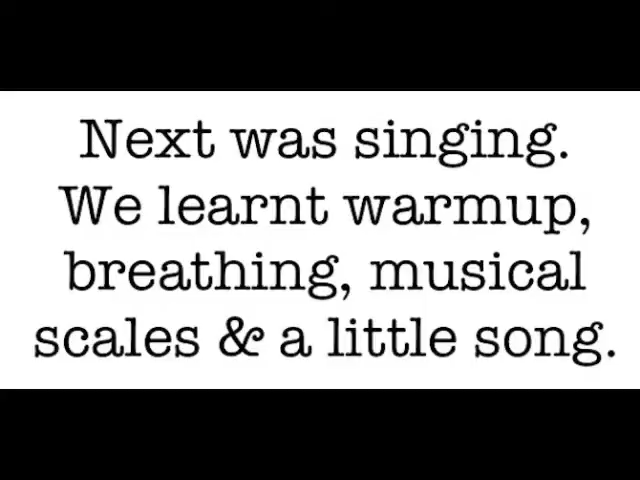 Next was singing.
We learnt warmup,
breathing, musical
scales & a little song.